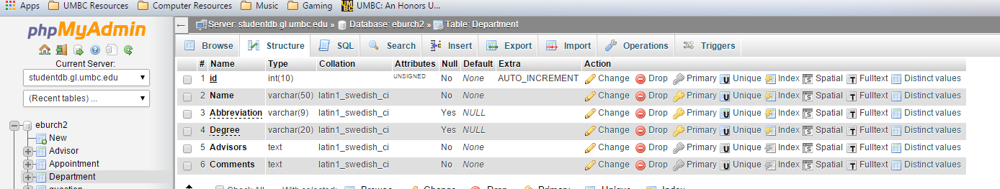 Apps UMBC Resources Computer Resources Music Gaming UMBC UMBC: An Honors U...
phpMyAdmin
Current Server:
studentdb.gl.umbc.edu
(Recent tables) ...
eburch2
New
Advisor
Appointment
Department
question
Server: studentdb.gl.umbc.edu » Database: eburch2 » Table: Department
Browse Structure SQL Search Insert Export Import Operations Triggers
# Name Type Collation Attributes Null Default Extra Action
1 id int(10) UNSIGNED No None AUTO_INCREMENT Change Drop Primary Unique Index Spatial Fulltext Distinct values
2 Name varchar(50) latin1_swedish_ci No None Change Drop Primary Unique Index Spatial Fulltext Distinct values
3 Abbreviation varchar(9) latin1_swedish_ci Yes NULL Change Drop Primary Unique Index Spatial Fulltext Distinct values
4 Degree varchar(20) latin1_swedish_ci Yes NULL Change Drop Primary Unique Index Spatial Fulltext Distinct values
5 Advisors text latin1_swedish_ci No None Change Drop Primary Unique Index Spatial Fulltext Distinct values
6 Comments text latin1_swedish_ci No None Change Drop Primary Unique Index Spatial Fulltext Distinct values
Check All With selected: Browse Change Drop Primary Unique Index